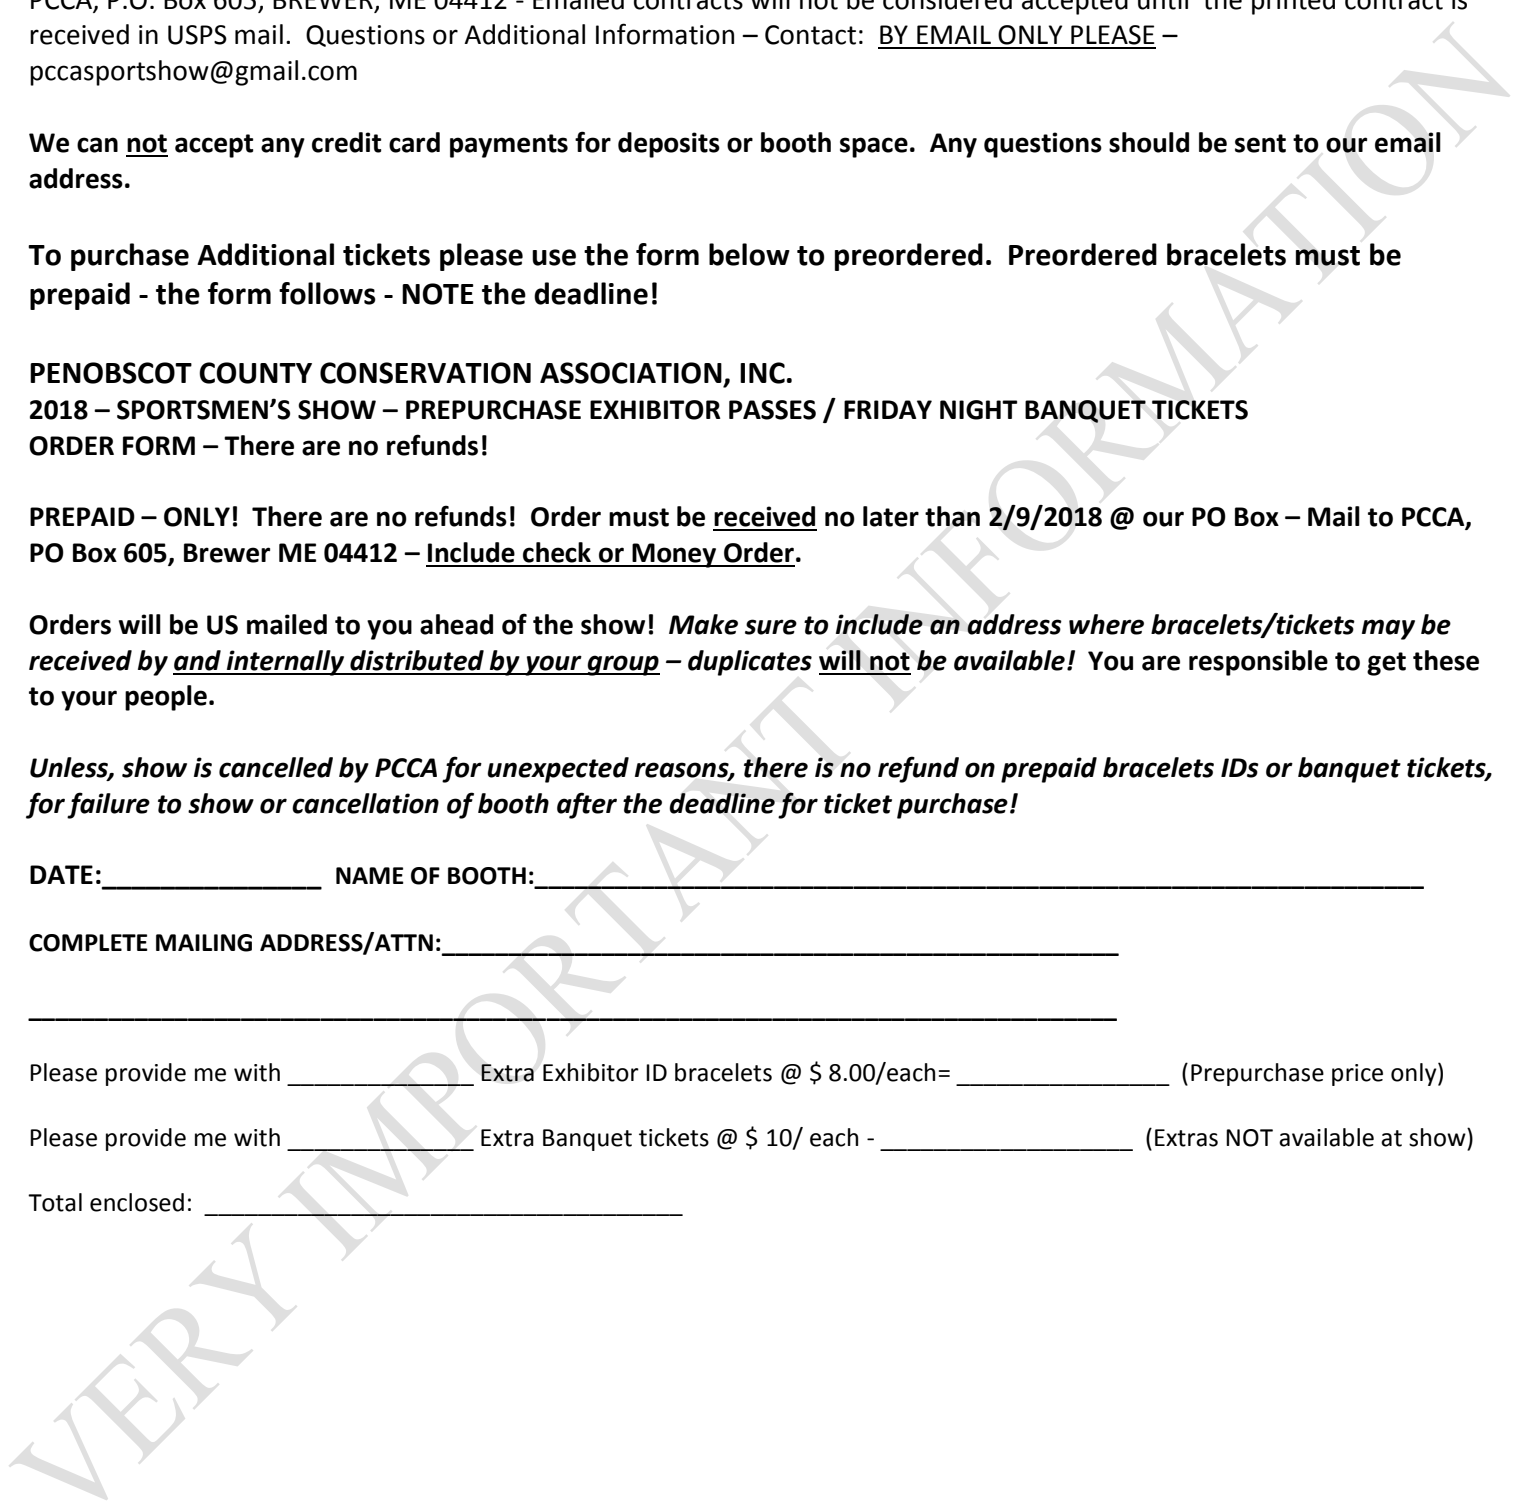 PCCA, P.O. Box 605, BREWER, ME 04412 - Emailed contracts will not be considered accepted until the printed contract is
received in USPS mail. Questions or Additional Information – Contact: BY EMAIL ONLY PLEASE –
pccasportshow@gmail.com
We can not accept any credit card payments for deposits or booth space. Any questions should be sent to our email
address.
To purchase Additional tickets please use the form below to preordered. Preordered bracelets must be
prepaid - the form follows - NOTE the deadline!
PENOBSCOT COUNTY CONSERVATION ASSOCIATION, INC.
2018 – SPORTSMEN’S SHOW – PREPURCHASE EXHIBITOR PASSES / FRIDAY NIGHT BANQUET TICKETS
ORDER FORM – There are no refunds!
PREPAID – ONLY! There are no refunds! Order must be received no later than 2/9/2018 @ our PO Box – Mail to PCCA,
PO Box 605, Brewer ME 04412 – Include check or Money Order.
Orders will be US mailed to you ahead of the show! Make sure to include an address where bracelets/tickets may be
received by and internally distributed by your group – duplicates will not be available! You are responsible to get these
to your people.
Unless, show is cancelled by PCCA for unexpected reasons, there is no refund on prepaid bracelets IDs or banquet tickets,
for failure to show or cancellation of booth after the deadline for ticket purchase!
DATE:________________ NAME OF BOOTH:___________________________________________________________________
COMPLETE MAILING ADDRESS/ATTN:___________________________________________________
__________________________________________________________________________________
Please provide me with ______________ Extra Exhibitor ID bracelets @ $ 8.00/each= ________________ (Prepurchase price only)
Please provide me with ______________ Extra Banquet tickets @ $ 10/ each - ___________________ (Extras NOT available at show)
Total enclosed: ____________________________________
VERY IMPORTANT INFORMATION